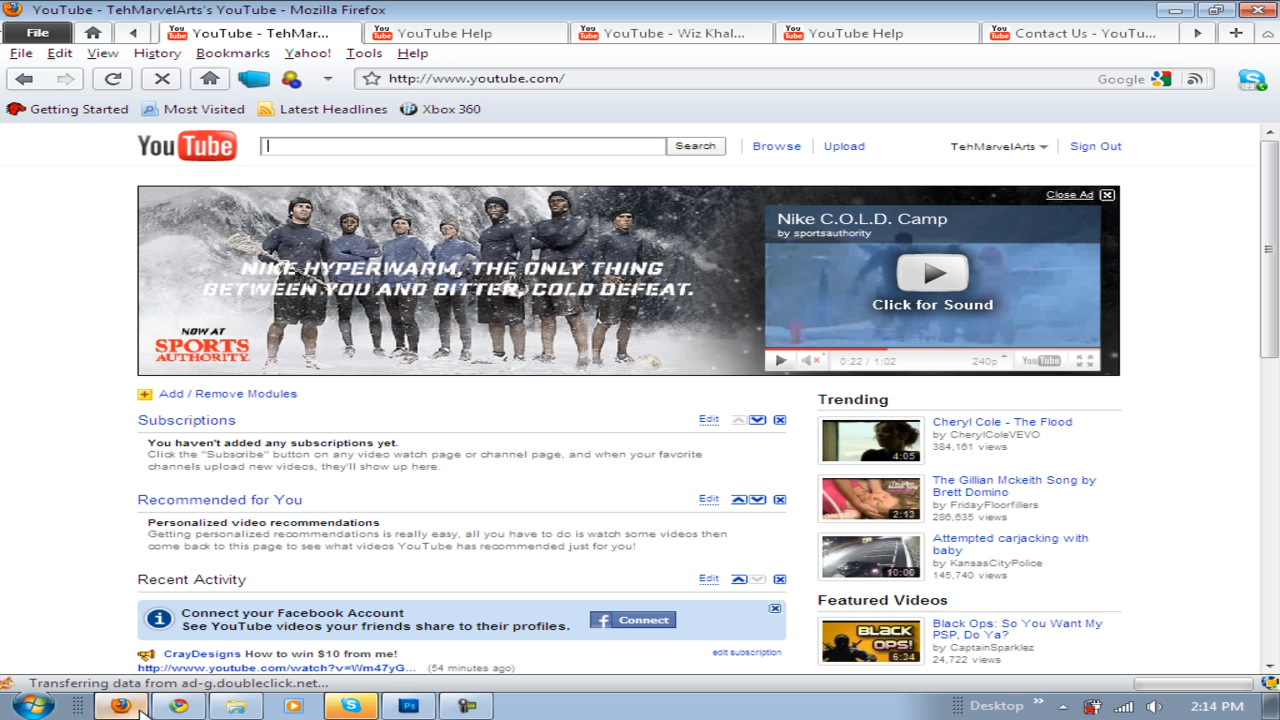 YouTube - TehMarvelArts's YouTube - Mozilla Firefox
File
YouTube - TehMar...
YouTube Help
YouTube - Wiz Khal...
YouTube Help
Contact Us - YouTu...
File Edit View History Bookmarks Yahoo! Tools Help
http://www.youtube.com/
Google
Getting Started
Most Visited
Latest Headlines
Xbox 360
YouTube
Search
Browse
Upload
TehMarvelArts
Sign Out
Close Ad
Nike C.O.L.D. Camp
by sportsauthority
NIKE HYPERWARM, THE ONLY THING
BETWEEN YOU AND BITTER, COLD DEFEAT.
Click for Sound
NOW AT
SPORTS
AUTHORITY
0:22 / 1:02
240p
YouTube
Add / Remove Modules
Subscriptions
Edit
You haven't added any subscriptions yet.
Click the "Subscribe" button on any video watch page or channel page, and when your favorite
channels upload new videos, they'll show up here.
Recommended for You
Edit
Personalized video recommendations
Getting personalized recommendations is really easy, all you have to do is watch some videos then
come back to this page to see what videos YouTube has recommended just for you!
Recent Activity
Edit
Connect your Facebook Account
See YouTube videos your friends share to their profiles.
Connect
CrayDesigns How to win $10 from me!
edit subscription
http://www.youtube.com/watch?v=Wm47yG... (54 minutes ago)
Trending
Cheryl Cole - The Flood
by CherylColeVEVO
384,161 views
4:05
The Gillian Mckeith Song by
Brett Domino
by FridayFloorfillers
286,635 views
2:13
Attempted carjacking with
baby
by KansasCityPolice
145,740 views
10:00
Featured Videos
Black Ops: So You Want My
PSP, Do Ya?
by CaptainSparklez
24,722 views
BLACK
OPS!
6:34
Transferring data from ad-g.doubleclick.net...
Ps
Desktop
2:14 PM